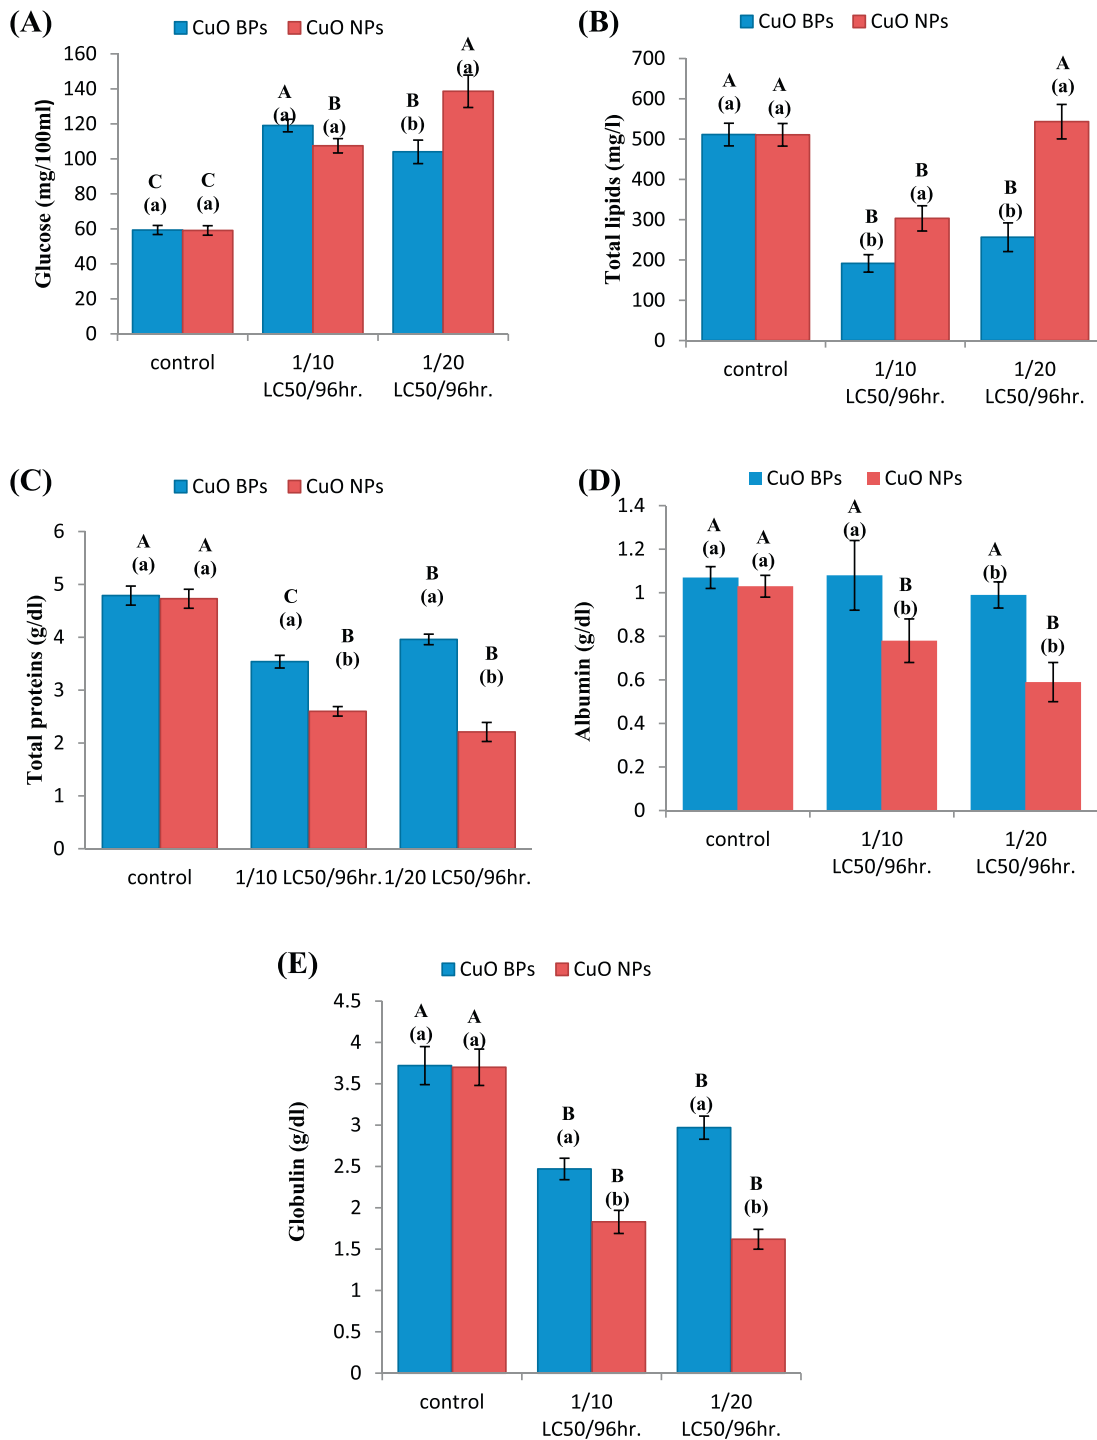 (A)
CuO BPs CuO NPs
Glucose (mg/100ml)
160
140
120
100
80
60
40
20
0
C
(a)
C
(a)
A
(a)
B
(a)
B
(b)
A
(a)
control 1/10 1/20
LC50/96hr. LC50/96hr.
(B)
CuO BPs CuO NPs
Total lipids (mg/l)
700
600
500
400
300
200
100
0
A
(a)
A
(a)
B
(b)
B
(a)
B
(b)
A
(a)
control 1/10 1/20
LC50/96hr. LC50/96hr.
(C)
CuO BPs CuO NPs
Total proteins (g/dl)
6
5
4
3
2
1
0
A
(a)
A
(a)
C
(a)
B
(b)
B
(a)
B
(b)
control 1/10 LC50/96hr. 1/20 LC50/96hr.
(D)
CuO BPs CuO NPs
Albumin (g/dl)
1.4
1.2
1
0.8
0.6
0.4
0.2
0
A
(a)
A
(a)
A
(a)
B
(b)
A
(b)
B
(b)
control 1/10 1/20
LC50/96hr. LC50/96hr.
(E)
CuO BPs CuO NPs
Globulin (g/dl)
4.5
4
3.5
3
2.5
2
1.5
1
0.5
0
A
(a)
A
(a)
B
(a)
B
(b)
B
(a)
B
(b)
control 1/10 1/20
LC50/96hr. LC50/96hr.